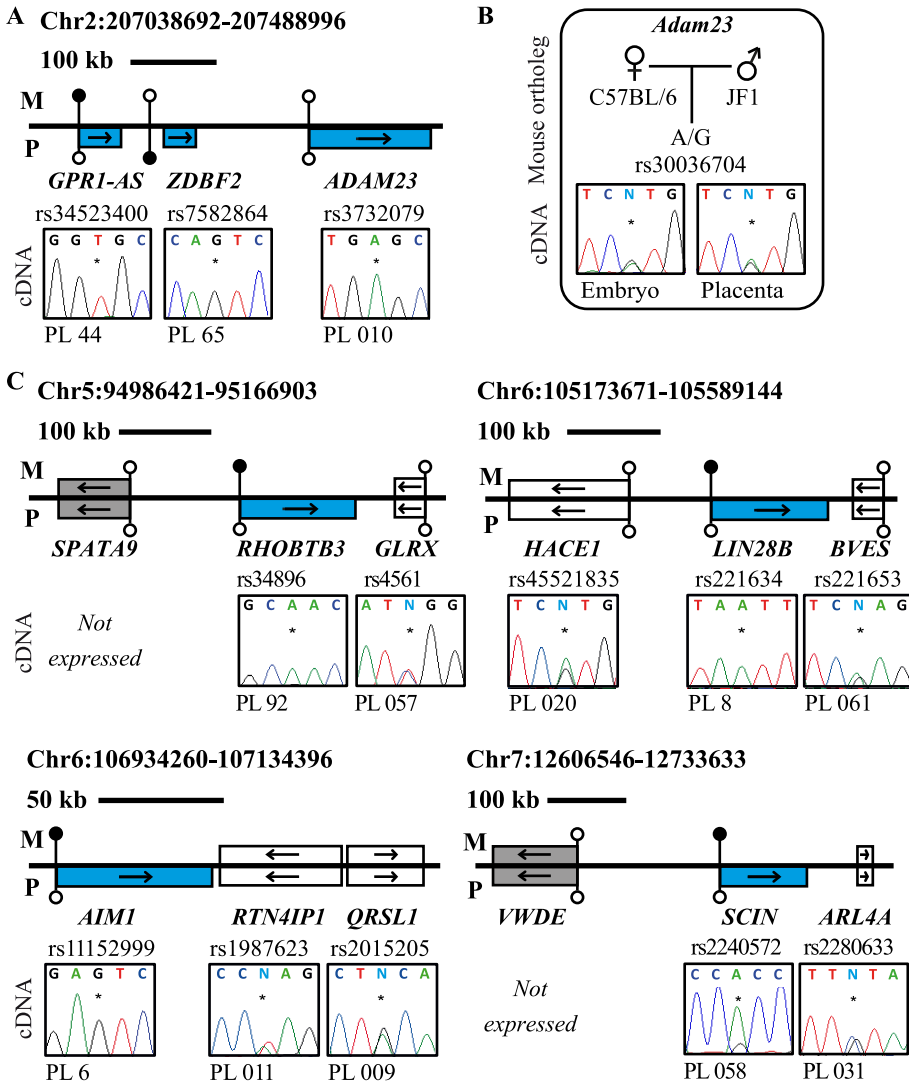 A
Chr2:207038692-207488996
100 kb
M
P
GPR1-AS ZDBF2 ADAM23
rs34523400 rs7582864 rs3732079
cDNA
G G T G C
*
C A G T C
*
T G A G C
*
PL 44 PL 65 PL 010
B
Adam23
Mouse ortholeg
C57BL/6 JF1
A/G
rs30036704
cDNA
T C N T G
*
T C N T G
*
Embryo Placenta
C
Chr5:94986421-95166903
100 kb
M
P
SPATA9 RHOBTB3 GLRX
rs34896 rs4561
cDNA
Not
expressed
G C A A C
*
A T N G G
*
PL 92 PL 057
Chr6:105173671-105589144
100 kb
M
P
HACE1 LIN28B BVES
rs45521835 rs221634 rs221653
T C N T G
*
T A A T T
*
T C N A G
*
PL 020 PL 8 PL 061
Chr6:106934260-107134396
50 kb
M
P
AIM1 RTN4IP1 QRSL1
rs11152999 rs1987623 rs2015205
cDNA
G A G T C
*
C C N A G
*
C T N C A
*
PL 6 PL 011 PL 009
Chr7:12606546-12733633
100 kb
M
P
VWDE SCIN ARL4A
rs2240572 rs2280633
Not
expressed
C C A C C
*
T T N T A
*
PL 058 PL 031